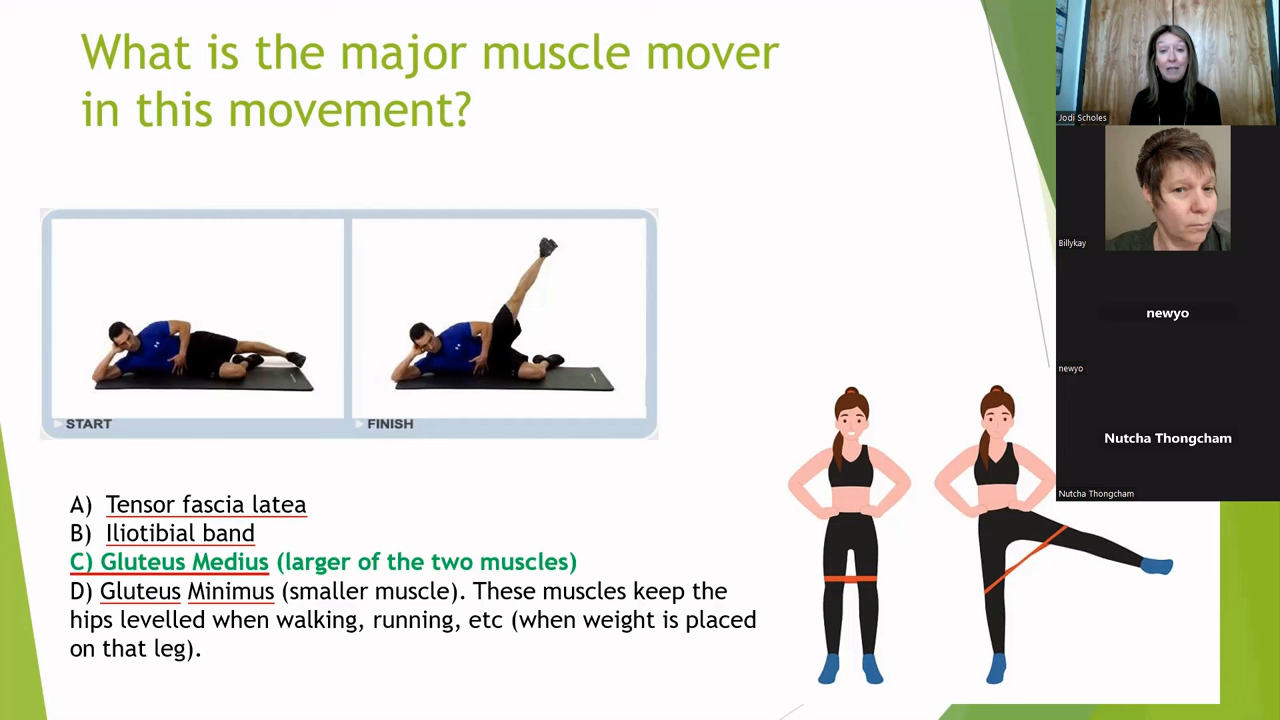 What is the major muscle mover
in this movement?
START
FINISH
A) Tensor fascia latea
B) Iliotibial band
C) Gluteus Medius (larger of the two muscles)
D) Gluteus Minimus (smaller muscle). These muscles keep the
hips levelled when walking, running, etc (when weight is placed
on that leg).
Jodi Scholes
Billykay
newyo
newyo
Nutcha Thongcham
Nutcha Thongcham